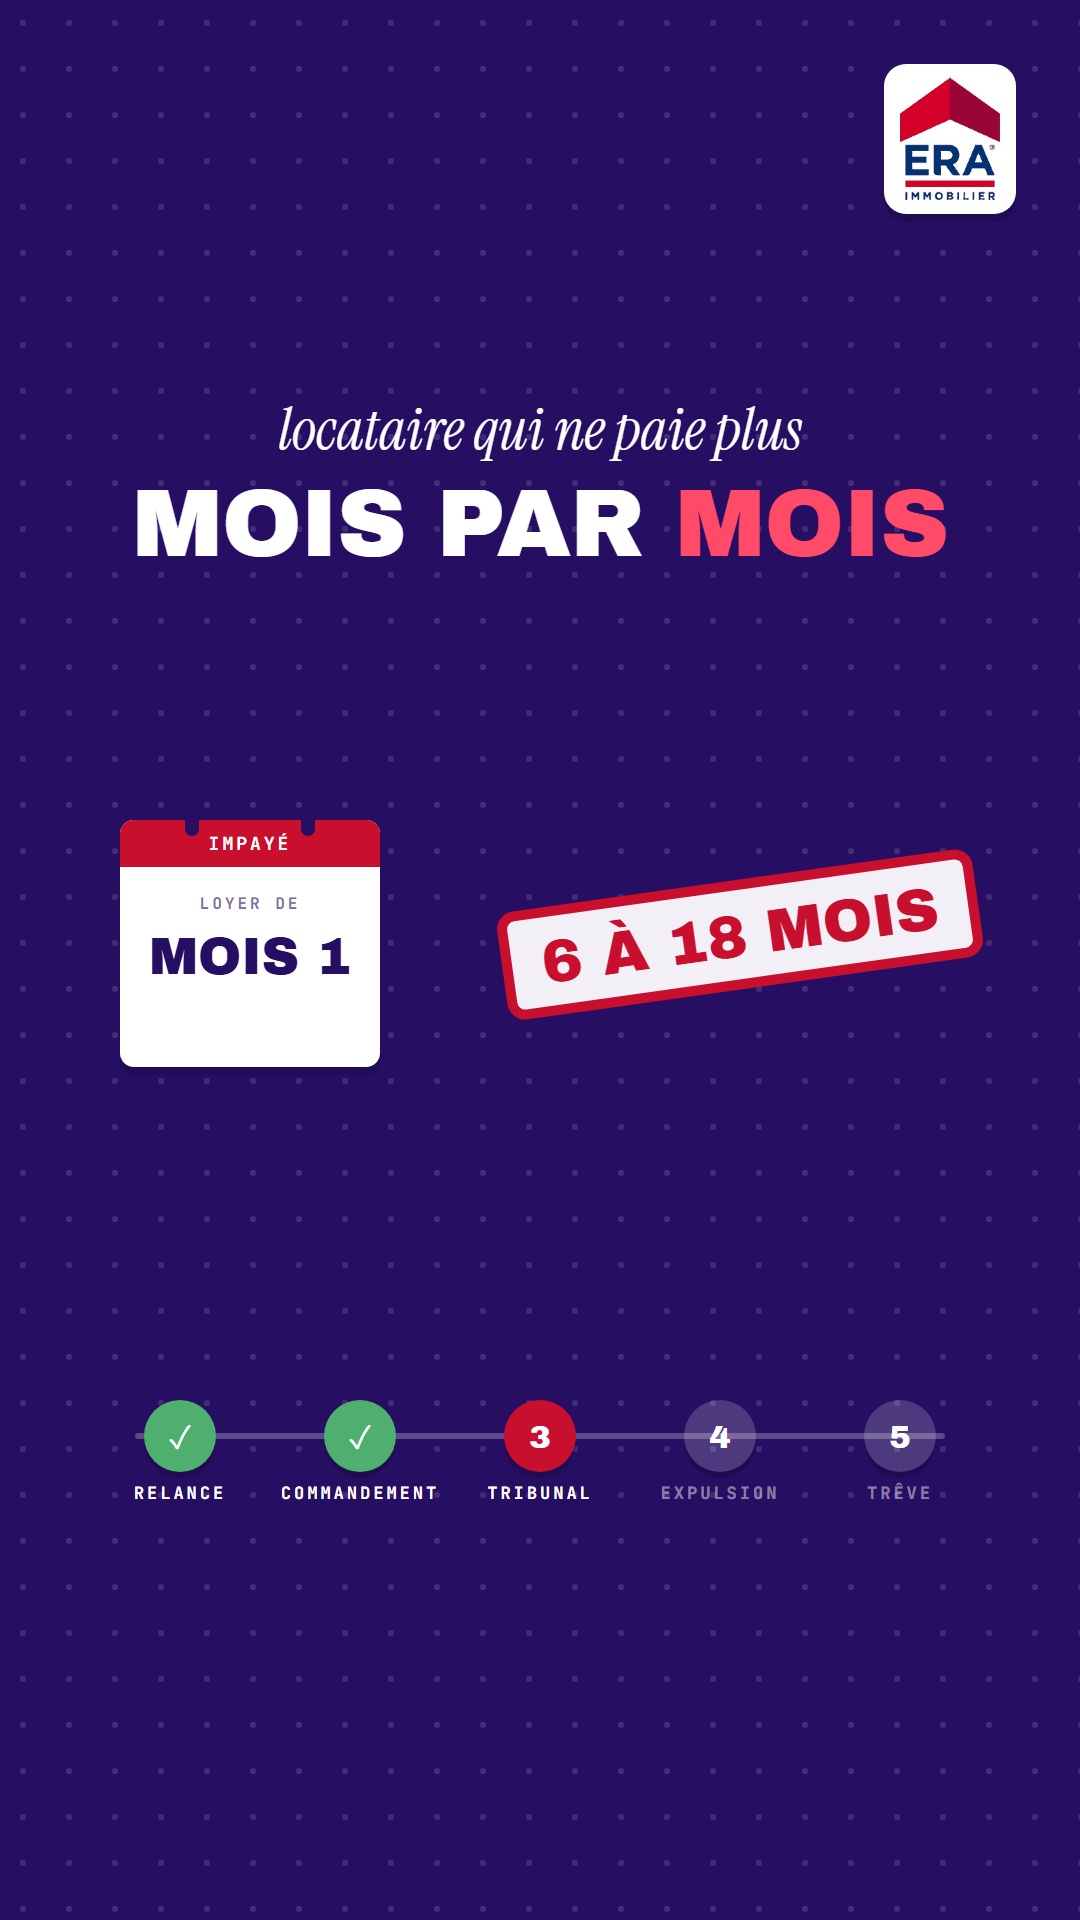 ERA®
IMMOBILIER
locataire qui ne paie plus
MOIS PAR MOIS
IMPAYÉ
LOYER DE
MOIS 1
6 À 18 MOIS
✓ ✓ 3 4 5
RELANCE COMMANDEMENT TRIBUNAL EXPULSION TRÊVE